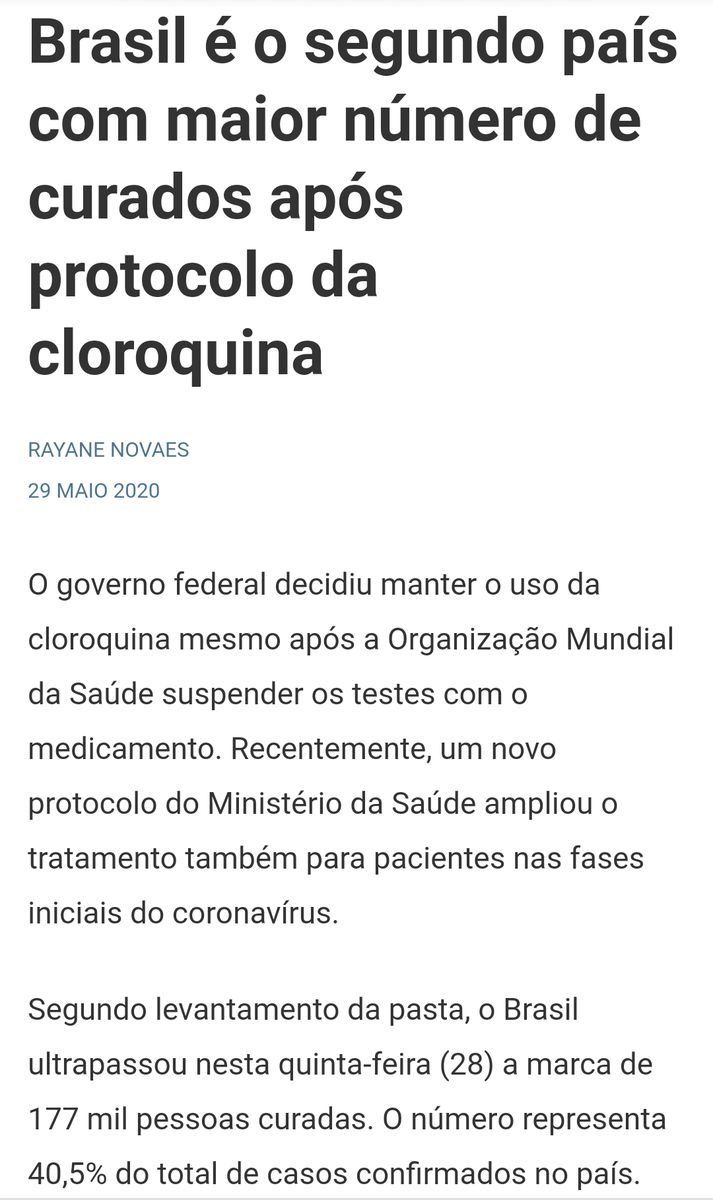 Brasil é o segundo país
com maior número de
curados após
protocolo da
cloroquina
RAYANE NOVAES
29 MAIO 2020
O governo federal decidiu manter o uso da
cloroquina mesmo após a Organização Mundial
da Saúde suspender os testes com o
medicamento. Recentemente, um novo
protocolo do Ministério da Saúde ampliou o
tratamento também para pacientes nas fases
iniciais do coronavírus.
Segundo levantamento da pasta, o Brasil
ultrapassou nesta quinta-feira (28) a marca de
177 mil pessoas curadas. O número representa
40,5% do total de casos confirmados no país.